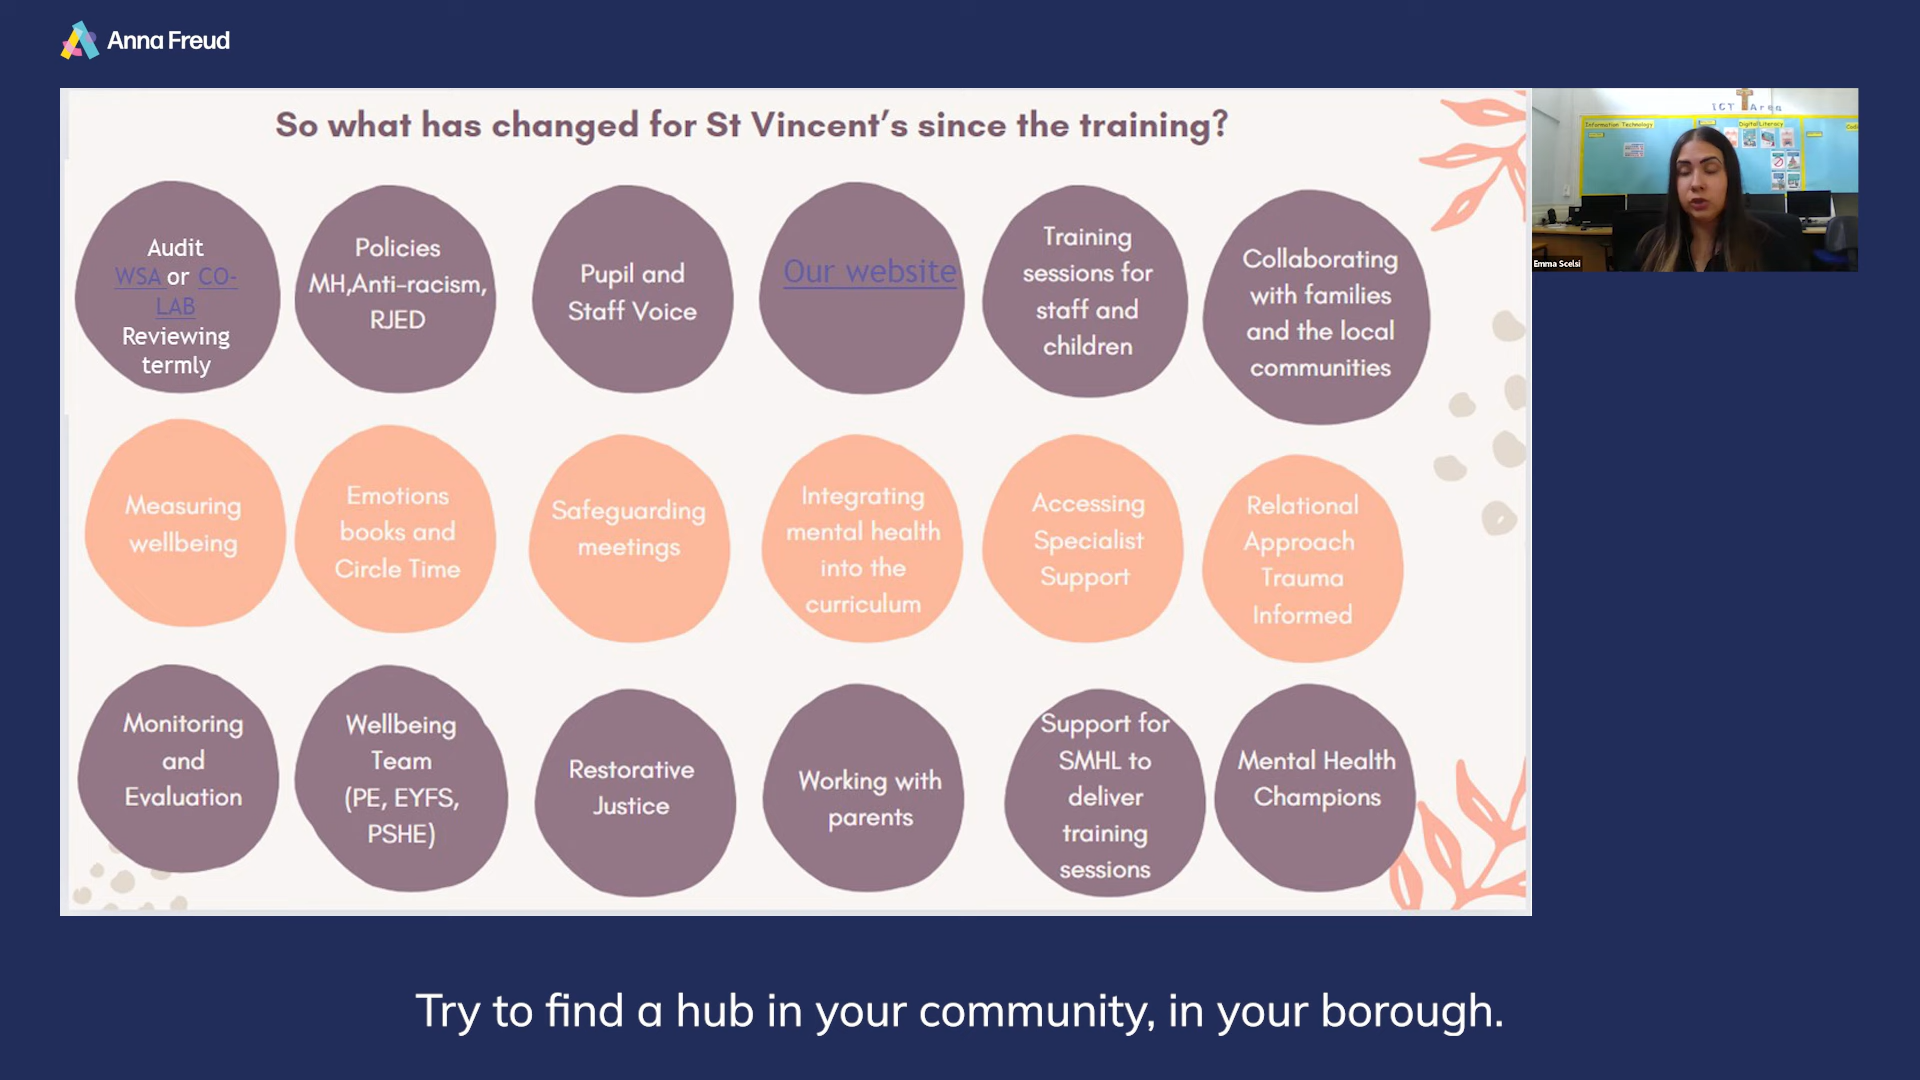 Anna Freud
So what has changed for St Vincent's since the training?
Audit
WSA or CO-
LAB
Reviewing
termly
Policies
MH,Anti-racism,
RJED
Pupil and
Staff Voice
Our website
Training
sessions for
staff and
children
Collaborating
with families
and the local
communities
ICT Area
Information Technology
Digital Literacy
Emma Scelsi
Measuring
wellbeing
Emotions
books and
Circle Time
Safeguarding
meetings
Integrating
mental health
into the
curriculum
Accessing
Specialist
Support
Relational
Approach
Trauma
Informed
Monitoring
and
Evaluation
Wellbeing
Team
(PE, EYFS,
PSHE)
Restorative
Justice
Working with
parents
Support for
SMHL to
deliver
training
sessions
Mental Health
Champions
Try to find a hub in your community, in your borough.